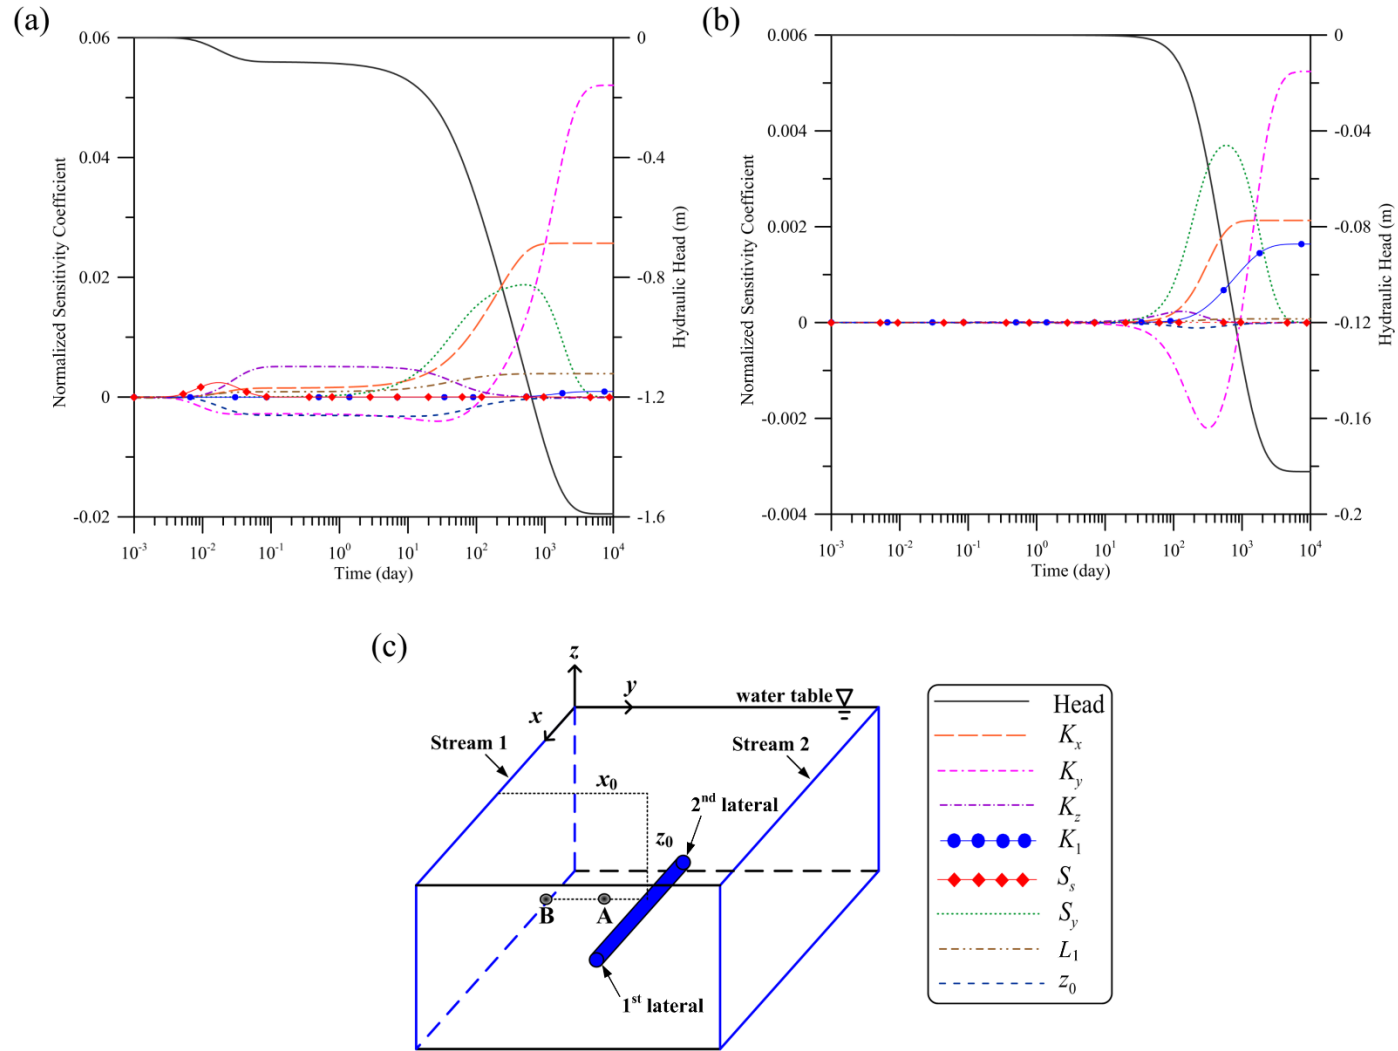 (a)
0.06
0.04
0.02
0
-0.02
Normalized Sensitivity Coefficient
0
-0.4
-0.8
-1.2
-1.6
Hydraulic Head (m)
10⁻³ 10⁻² 10⁻¹ 10⁰ 10¹ 10² 10³ 10⁴
Time (day)
(b)
0.006
0.004
0.002
0
-0.002
-0.004
Normalized Sensitivity Coefficient
0
-0.04
-0.08
-0.12
-0.16
-0.2
Hydraulic Head (m)
10⁻³ 10⁻² 10⁻¹ 10⁰ 10¹ 10² 10³ 10⁴
Time (day)
(c)
z
y
water table
x
Stream 1
Stream 2
x₀
2nd lateral
z₀
B A
1st lateral
Head
Kₓ
K_y
K_z
K₁
Sₛ
S_y
L₁
z₀